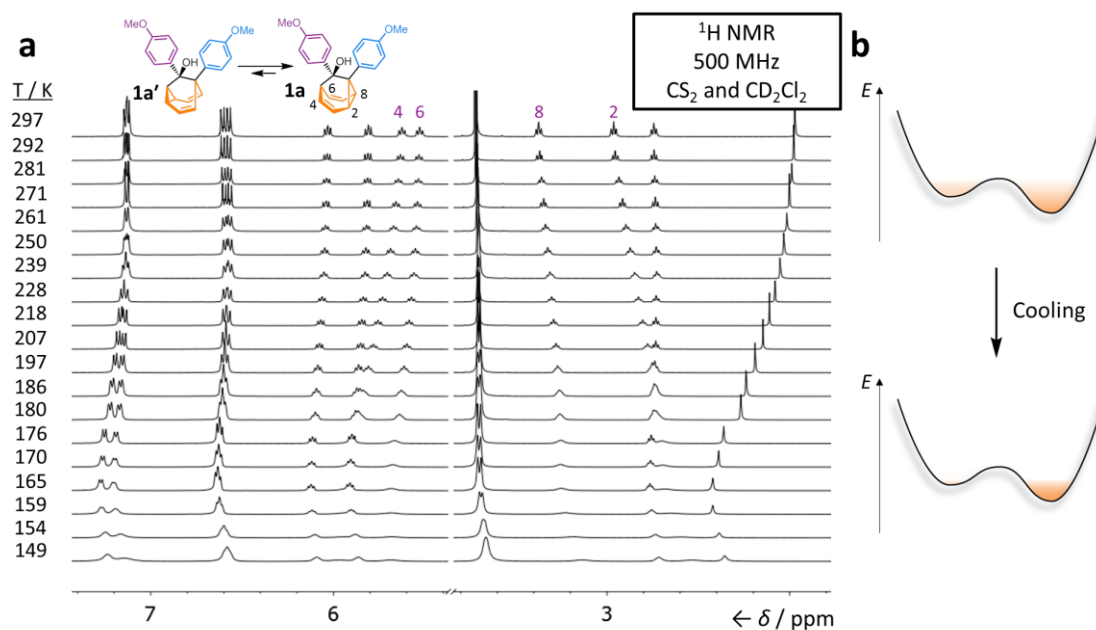 a
MeO
OMe
OH
1a'
MeO
OMe
OH
6
8
1a
4
2
¹H NMR
500 MHz
CS₂ and CD₂Cl₂
b
T / K
4 6 8 2
297
292
281
271
261
250
239
228
218
207
197
186
180
176
170
165
159
154
149
7 6 3
← δ / ppm
E
Cooling
E